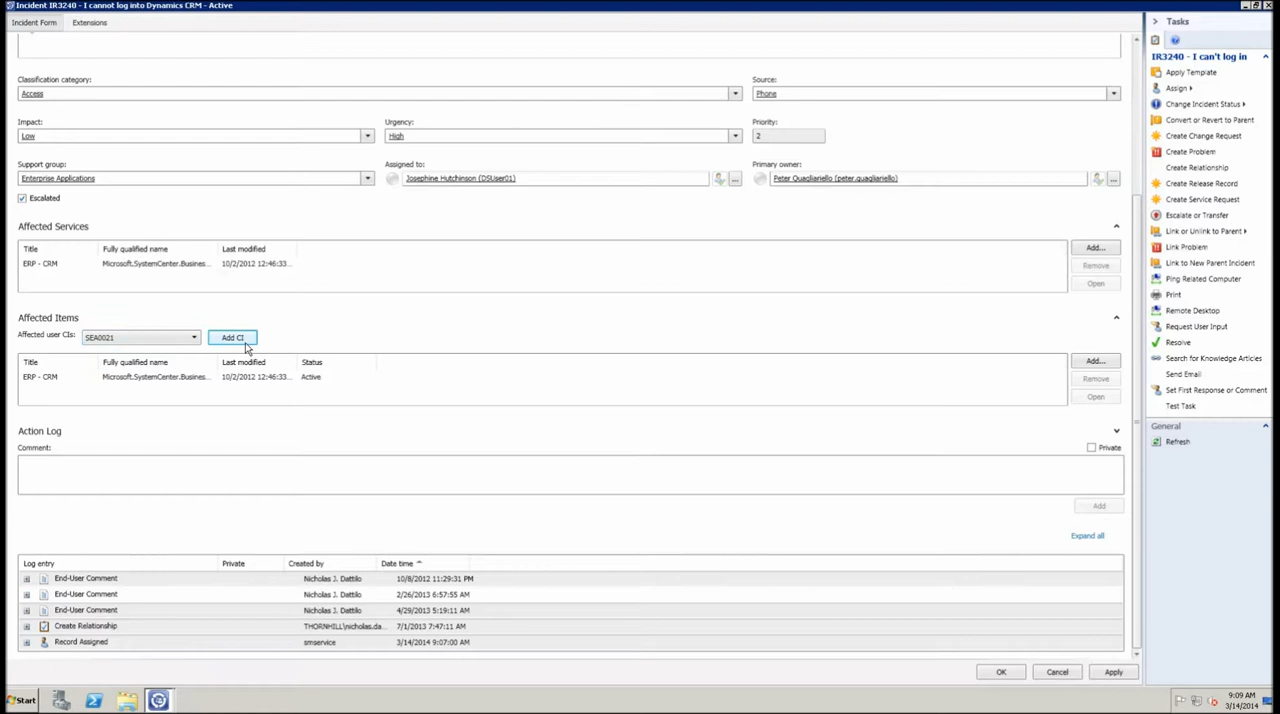 Incident IR3240 - I cannot log into Dynamics CRM - Active
Incident Form Extensions
Classification category: Source:
Access Phone
Impact: Urgency: Priority:
Low High 2
Support group: Assigned to: Primary owner:
Enterprise Applications Josephine Hutchinson (DSUser01) ... Peter Quagliariello (peter.quagliariello) ...
Escalated
Affected Services
Title Fully qualified name Last modified Add...
ERP - CRM Microsoft.SystemCenter.Busines... 10/2/2012 12:46:33... Remove
Open
Affected Items
Affected user CIs: SEA0021 Add CI
Title Fully qualified name Last modified Status Add...
ERP - CRM Microsoft.SystemCenter.Busines... 10/2/2012 12:46:33... Active Remove
Open
Action Log
Comment: Private
Add
Expand all
Log entry Private Created by Date time
End-User Comment Nicholas J. Dattilo 10/8/2012 11:29:31 PM
End-User Comment Nicholas J. Dattilo 2/26/2013 6:57:55 AM
End-User Comment Nicholas J. Dattilo 4/29/2013 5:19:11 AM
Create Relationship THORNHILL\nicholas.da... 7/1/2013 7:47:11 AM
Record Assigned smservice 3/14/2014 9:07:00 AM
OK Cancel Apply
Tasks
IR3240 - I can't log in
Apply Template
Assign
Change Incident Status
Convert or Revert to Parent
Create Change Request
Create Problem
Create Relationship
Create Release Record
Create Service Request
Escalate or Transfer
Link or Unlink to Parent
Link Problem
Link to New Parent Incident
Ping Related Computer
Print
Remote Desktop
Request User Input
Resolve
Search for Knowledge Articles
Send Email
Set First Response or Comment
Test Task
General
Refresh
Start
9:09 AM
3/14/2014